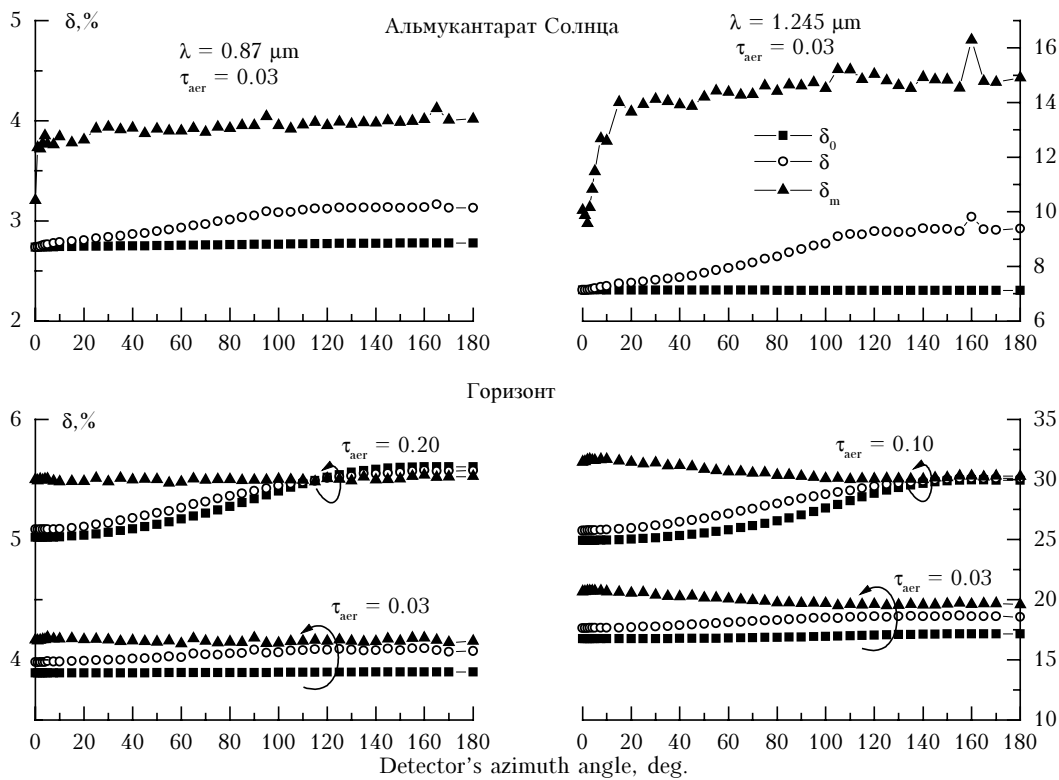 5 δ,% Альмукантарат Солнца 16
λ = 0.87 μm λ = 1.245 μm
τaer = 0.03 τaer = 0.03
14
4
δ0
δ
δm
12
10
3
8
2 6
0 20 40 60 80 100 120 140 160 180 0 20 40 60 80 100 120 140 160 180
Горизонт
6 δ,% 35
τaer = 0.20 τaer = 0.10
30
5 25
τaer = 0.03 τaer = 0.03
20
4
15
10
0 20 40 60 80 100 120 140 160 180 0 20 40 60 80 100 120 140 160 180
Detector's azimuth angle, deg.